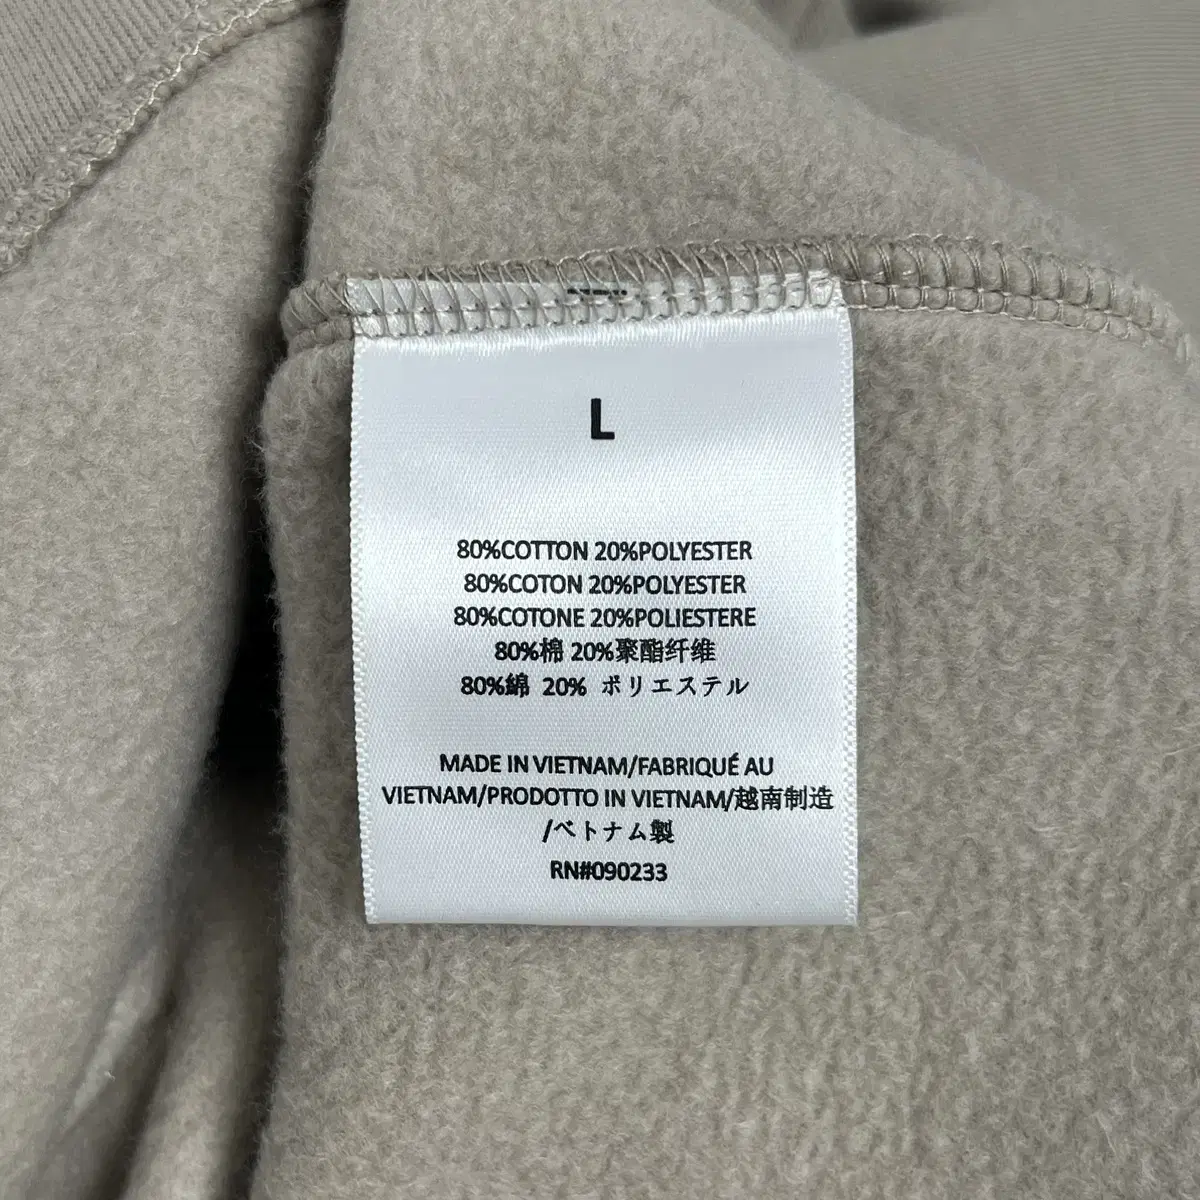 L
80%COTTON 20%POLYESTER
80%COTON 20%POLYESTER
80%COTONE 20%POLIESTERE
80%棉 20%聚酯纤维
80%綿 20% ポリエステル
MADE IN VIETNAM/FABRIQUÉ AU
VIETNAM/PRODOTTO IN VIETNAM/越南制造
/ベトナム製
RN#090233